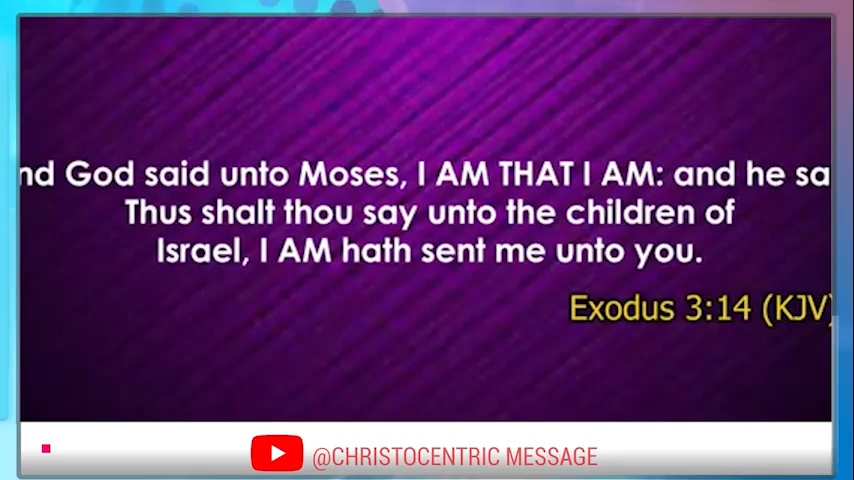 nd God said unto Moses, I AM THAT I AM: and he sa
Thus shalt thou say unto the children of
Israel, I AM hath sent me unto you.
Exodus 3:14 (KJV)
@CHRISTOCENTRIC MESSAGE